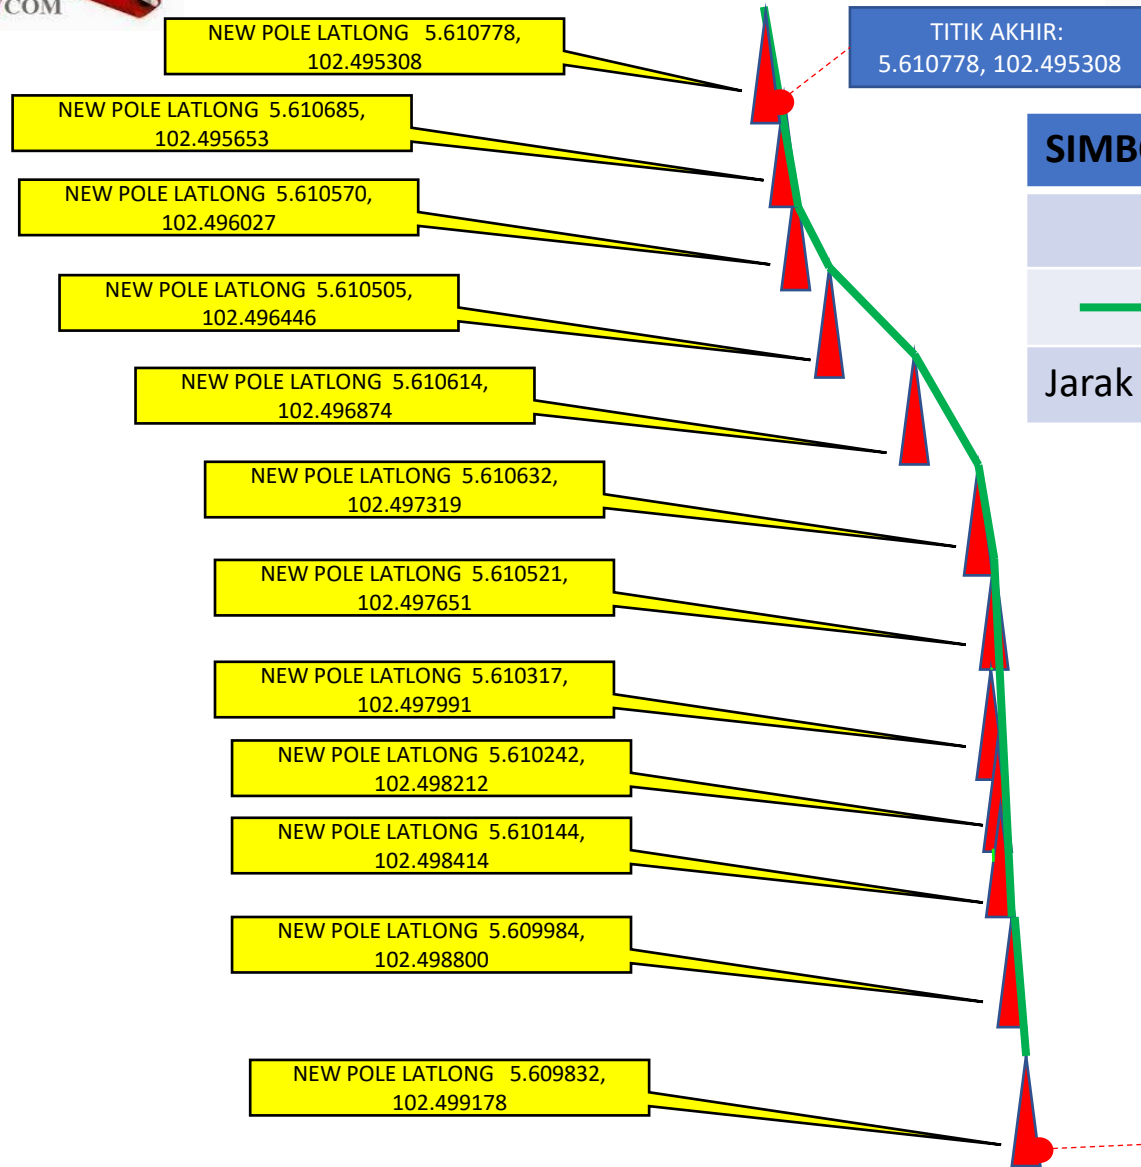 COM
NEW POLE LATLONG 5.610778,
102.495308
TITIK AKHIR:
5.610778, 102.495308
NEW POLE LATLONG 5.610685,
102.495653
NEW POLE LATLONG 5.610570,
102.496027
NEW POLE LATLONG 5.610505,
102.496446
NEW POLE LATLONG 5.610614,
102.496874
NEW POLE LATLONG 5.610632,
102.497319
NEW POLE LATLONG 5.610521,
102.497651
NEW POLE LATLONG 5.610317,
102.497991
NEW POLE LATLONG 5.610242,
102.498212
NEW POLE LATLONG 5.610144,
102.498414
NEW POLE LATLONG 5.609984,
102.498800
NEW POLE LATLONG 5.609832,
102.499178
Jarak